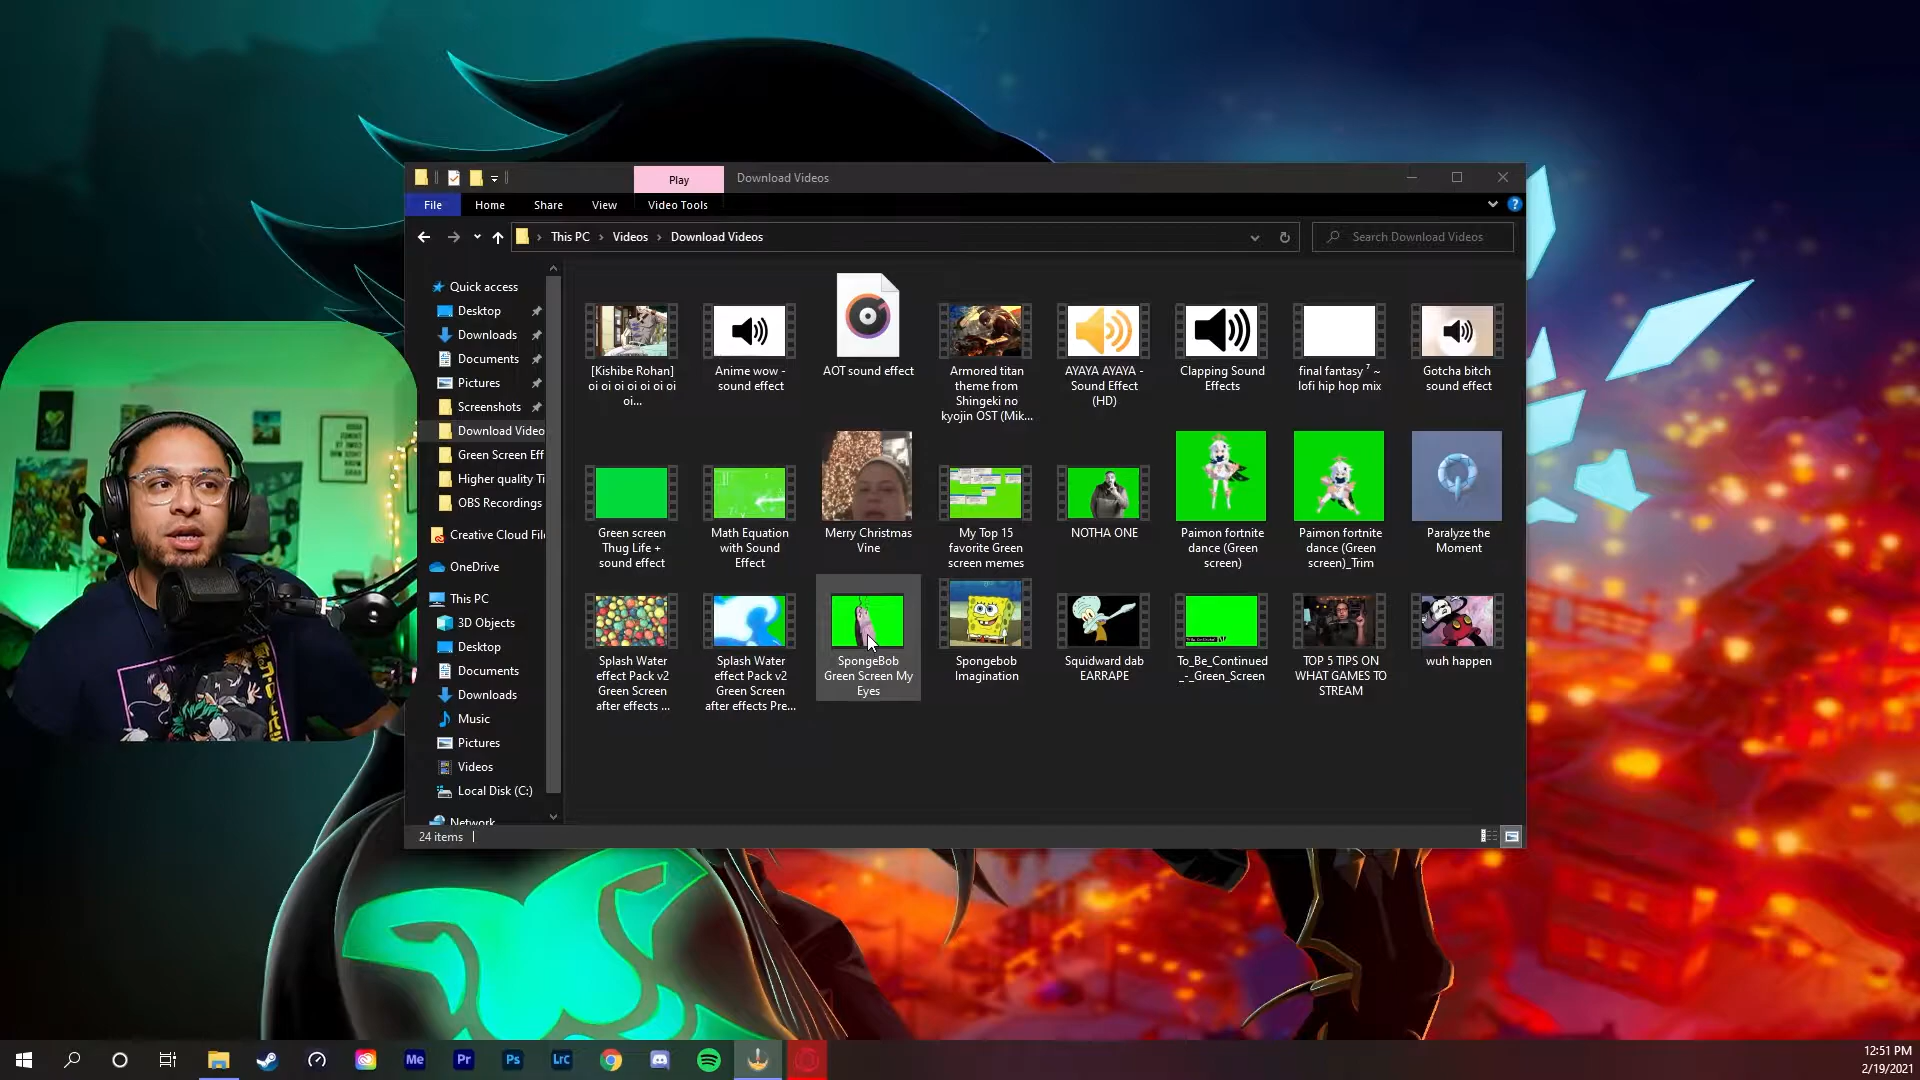 Play
Download Videos
File
Home
Share
View
Video Tools
This PC
Videos
Download Videos
Search Download Videos
Quick access
Desktop
Downloads
Documents
Pictures
Screenshots
Download Video
Green Screen Eff
Higher quality Ti
OBS Recordings
Creative Cloud File
OneDrive
This PC
3D Objects
Desktop
Documents
Downloads
Music
Pictures
Videos
Local Disk (C:)
Network
[Kishibe Rohan]
oi oi oi oi oi oi oi
oi...
Anime wow -
sound effect
AOT sound effect
Armored titan
theme from
Shingeki no
kyojin OST (Mik...
AYAYA AYAYA -
Sound Effect
(HD)
Clapping Sound
Effects
final fantasy ⁷ ~
lofi hip hop mix
Gotcha bitch
sound effect
Green screen
Thug Life +
sound effect
Math Equation
with Sound
Effect
Merry Christmas
Vine
My Top 15
favorite Green
screen memes
NOTHA ONE
Paimon fortnite
dance (Green
screen)
Paimon fortnite
dance (Green
screen)_Trim
Paralyze the
Moment
Splash Water
effect Pack v2
Green Screen
after effects ...
Splash Water
effect Pack v2
Green Screen
after effects Pre...
SpongeBob
Green Screen My
Eyes
Spongebob
Imagination
Squidward dab
EARRAPE
To_Be_Continued
_-_Green_Screen
TOP 5 TIPS ON
WHAT GAMES TO
STREAM
wuh happen
24 items
Me
Pr
Ps
LrC
12:51 PM
2/19/2021